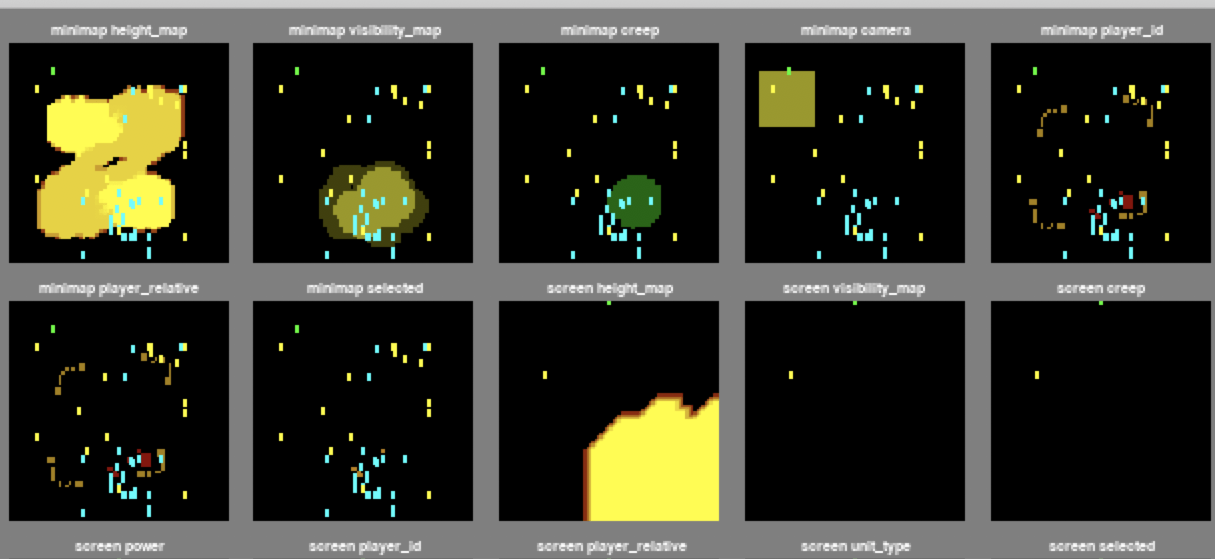 minimap height_map minimap visibility_map minimap creep minimap camera minimap player_id
minimap player_relative minimap selected screen height_map screen visibility_map screen creep
screen power screen player_id screen player_relative screen unit_type screen selected